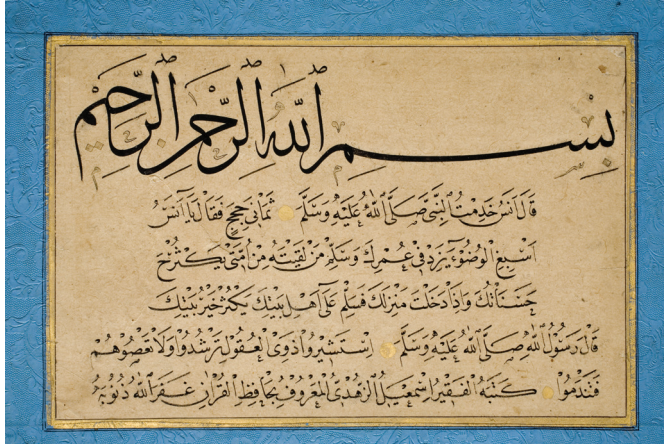 بسم الله الرحمن الرحيم
قال انس خدمت النبي صلى الله عليه وسلم ثماني حجج فقال يا آنس
اسبغ الوضوء يزد في عمرك وسلم من لقيته من امتي يكثر
حسناتك واذا دخلت منزلك فسلم على اهل بيتك يكثر خير بيتك
قال رسول الله صلى الله عليه وسلم استشيروا ذوي العقول ترشدوا ولا تعصوهم
فتندموا كتبه الفقير اسمعيل الزهدي المعروف بحافظ القرآن غفر الله ذنوبه